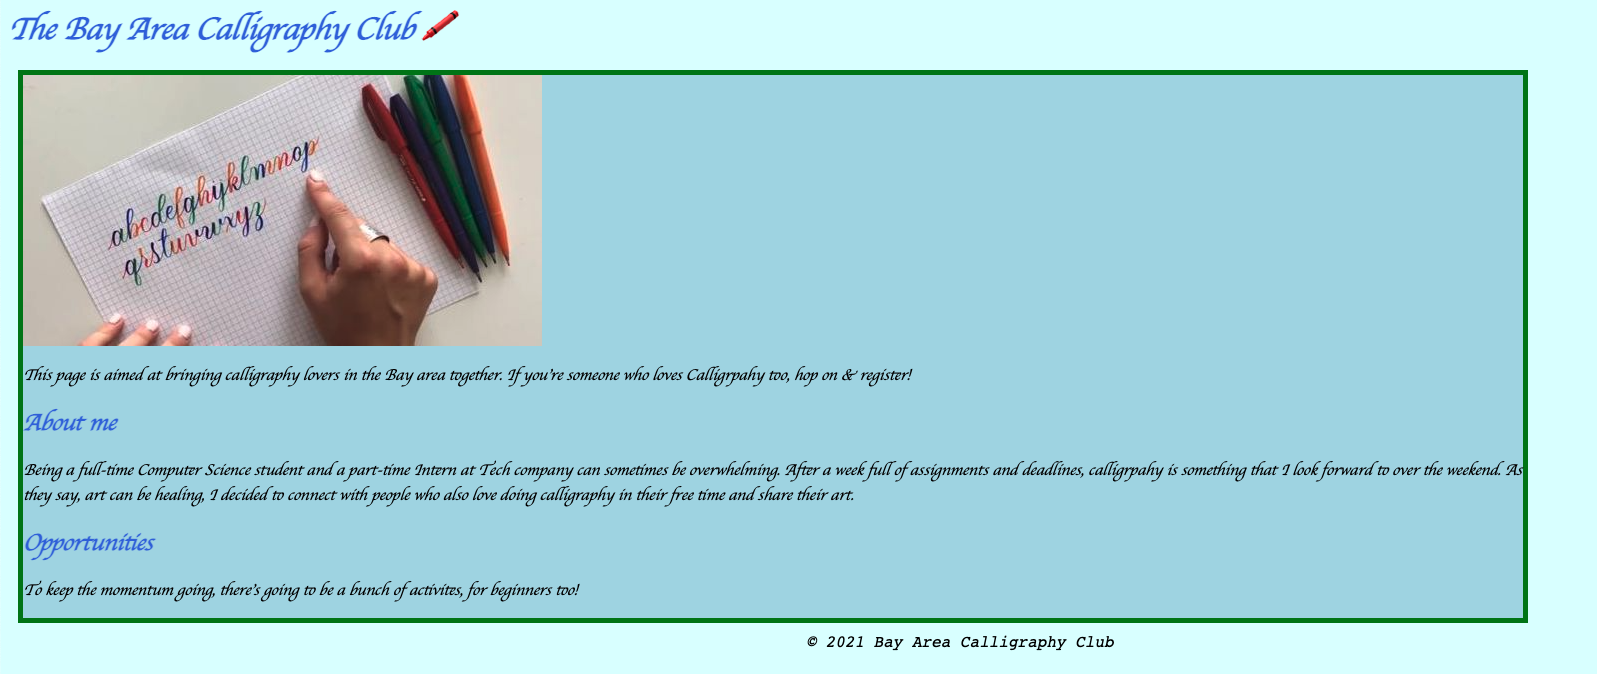 The Bay Area Calligraphy Club
abcdefghijklmnop
qrstuvwxyz
This page is aimed at bringing calligraphy lovers in the Bay area together. If you're someone who loves Calligrpahy too, hop on & register!
About me
Being a full-time Computer Science student and a part-time Intern at Tech company can sometimes be overwhelming. After a week full of assignments and deadlines, calligrpahy is something that I look forward to over the weekend. As
they say, art can be healing, I decided to connect with people who also love doing calligraphy in their free time and share their art.
Opportunities
To keep the momentum going, there's going to be a bunch of activites, for beginners too!
© 2021 Bay Area Calligraphy Club